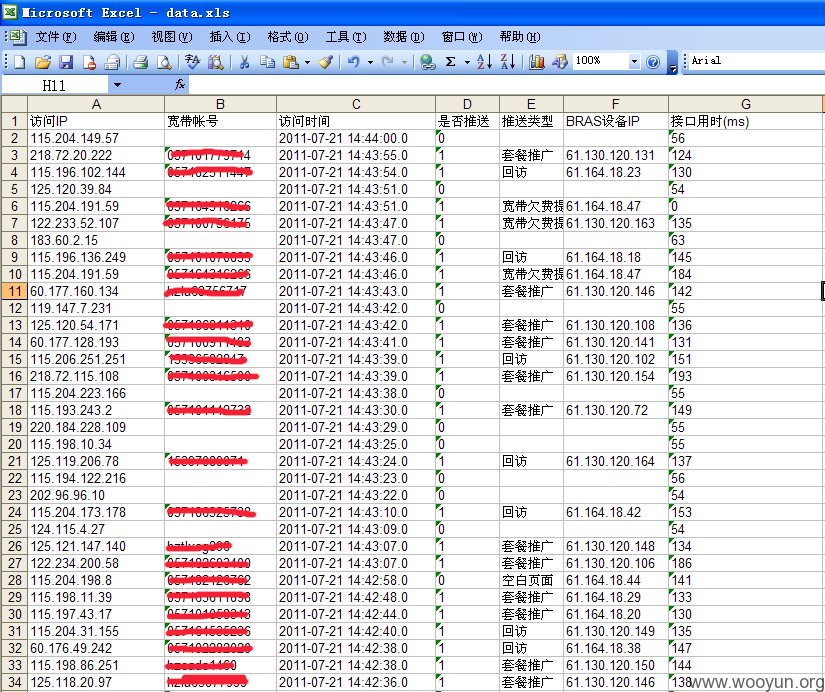 Microsoft Excel - data.xls
文件(F) 编辑(E) 视图(V) 插入(I) 格式(O) 工具(T) 数据(D) 窗口(W) 帮助(H)
100% Arial
H11 fx
A B C D E F G
1 访问IP 宽带帐号 访问时间 是否推送 推送类型 BRAS设备IP 接口用时(ms)
2 115.204.149.57 2011-07-21 14:44:00.0 0 56
3 218.72.20.222 2011-07-21 14:43:55.0 1 套餐推广 61.130.120.131 124
4 115.196.102.144 2011-07-21 14:43:54.0 1 回访 61.164.18.23 130
5 125.120.39.84 2011-07-21 14:43:51.0 0 54
6 115.204.191.59 2011-07-21 14:43:51.0 1 宽带欠费提 61.164.18.47 0
7 122.233.52.107 2011-07-21 14:43:47.0 1 宽带欠费提 61.130.120.163 135
8 183.60.2.15 2011-07-21 14:43:47.0 0 63
9 115.196.136.249 2011-07-21 14:43:46.0 1 回访 61.164.18.18 145
10 115.204.191.59 2011-07-21 14:43:46.0 1 宽带欠费提 61.164.18.47 184
11 60.177.160.134 2011-07-21 14:43:43.0 1 套餐推广 61.130.120.146 142
12 119.147.7.231 2011-07-21 14:43:42.0 0 55
13 125.120.54.171 2011-07-21 14:43:42.0 1 套餐推广 61.130.120.108 136
14 60.177.128.193 2011-07-21 14:43:41.0 1 套餐推广 61.130.120.141 131
15 115.206.251.251 2011-07-21 14:43:39.0 1 回访 61.130.120.102 151
16 218.72.115.108 2011-07-21 14:43:39.0 1 套餐推广 61.130.120.154 193
17 115.204.223.166 2011-07-21 14:43:38.0 0 55
18 115.193.243.2 2011-07-21 14:43:30.0 1 套餐推广 61.130.120.72 149
19 220.184.228.109 2011-07-21 14:43:29.0 0 55
20 115.198.10.34 2011-07-21 14:43:25.0 0 55
21 125.119.206.78 2011-07-21 14:43:24.0 1 回访 61.130.120.164 137
22 115.194.122.216 2011-07-21 14:43:23.0 0 56
23 202.96.96.10 2011-07-21 14:43:22.0 0 54
24 115.204.173.178 2011-07-21 14:43:10.0 1 回访 61.164.18.42 153
25 124.115.4.27 2011-07-21 14:43:09.0 0 54
26 125.121.147.140 2011-07-21 14:43:07.0 1 套餐推广 61.130.120.148 134
27 122.234.200.58 2011-07-21 14:43:07.0 1 套餐推广 61.130.120.106 186
28 115.204.198.8 2011-07-21 14:42:58.0 0 空白页面 61.164.18.44 141
29 115.198.11.39 2011-07-21 14:42:48.0 1 套餐推广 61.164.18.29 133
30 115.197.43.17 2011-07-21 14:42:44.0 1 套餐推广 61.164.18.20 130
31 115.204.31.155 2011-07-21 14:42:40.0 1 回访 61.130.120.149 135
32 60.176.49.242 2011-07-21 14:42:38.0 1 回访 61.164.18.38 147
33 115.198.86.251 2011-07-21 14:42:38.0 1 套餐推广 61.130.120.150 144
34 125.118.20.97 2011-07-21 14:42:36.0 1 套餐推广 61.130.120.146 138
www.wooyun.org